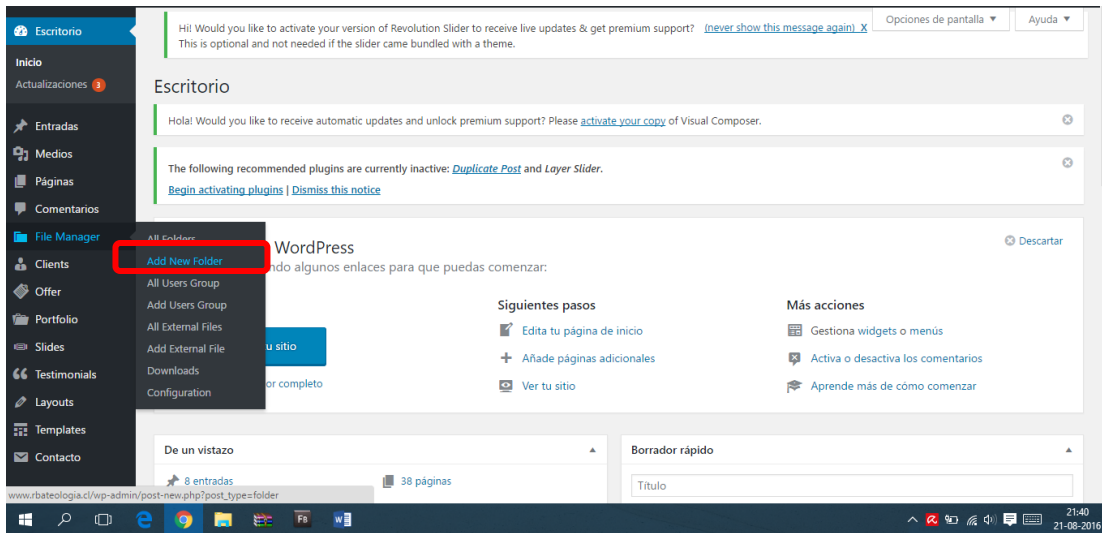 Escritorio
Inicio
Actualizaciones 3
Entradas
Medios
Páginas
Comentarios
File Manager
Clients
Offer
Portfolio
Slides
Testimonials
Layouts
Templates
Contacto
All Folders
Add New Folder
All Users Group
Add Users Group
All External Files
Add External File
Downloads
Configuration
Opciones de pantalla
Ayuda
Hi! Would you like to activate your version of Revolution Slider to receive live updates & get premium support? (never show this message again) X
This is optional and not needed if the slider came bundled with a theme.
Escritorio
Hola! Would you like to receive automatic updates and unlock premium support? Please activate your copy of Visual Composer.
The following recommended plugins are currently inactive: Duplicate Post and Layer Slider.
Begin activating plugins | Dismiss this notice
WordPress
Descartar
algunos enlaces para que puedas comenzar:
sitio
or completo
Siguientes pasos
Edita tu página de inicio
Añade páginas adicionales
Ver tu sitio
Más acciones
Gestiona widgets o menús
Activa o desactiva los comentarios
Aprende más de cómo comenzar
De un vistazo
8 entradas
38 páginas
Borrador rápido
Título
www.rbateologia.cl/wp-admin/post-new.php?post_type=folder
FB
21:40
21-08-2016